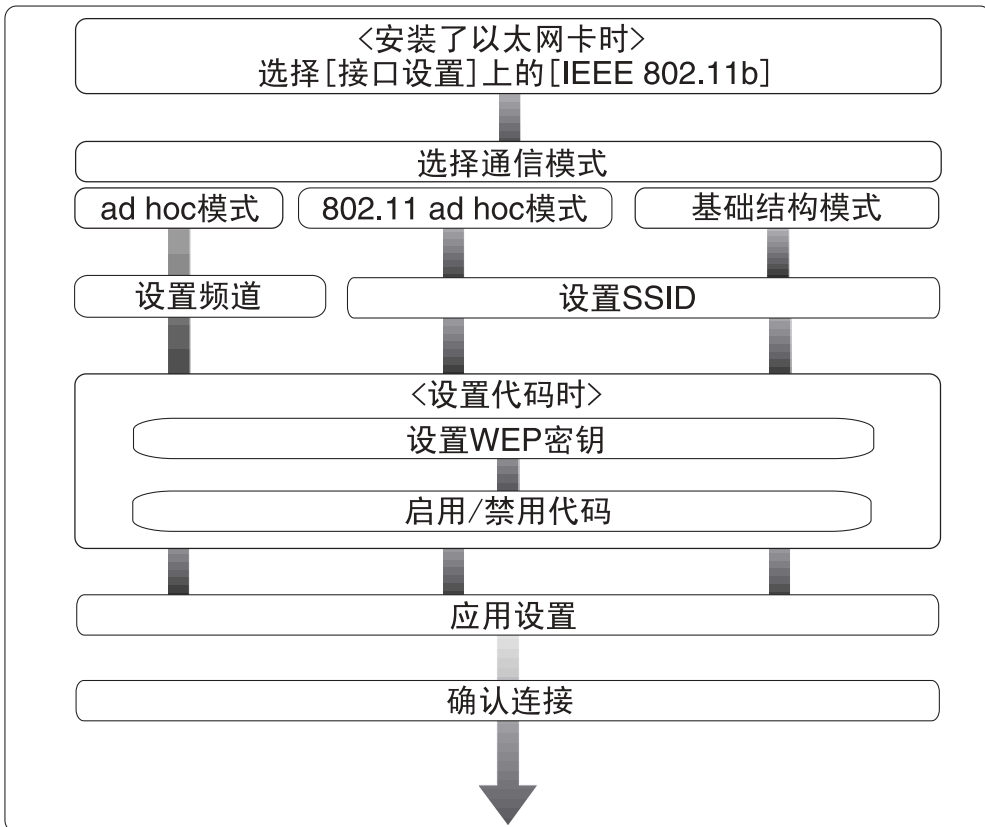 <安装了以太网卡时>
选择[接口设置]上的[IEEE 802.11b]
选择通信模式
ad hoc模式
802.11 ad hoc模式
基础结构模式
设置频道
设置SSID
<设置代码时>
设置WEP密钥
启用/禁用代码
应用设置
确认连接